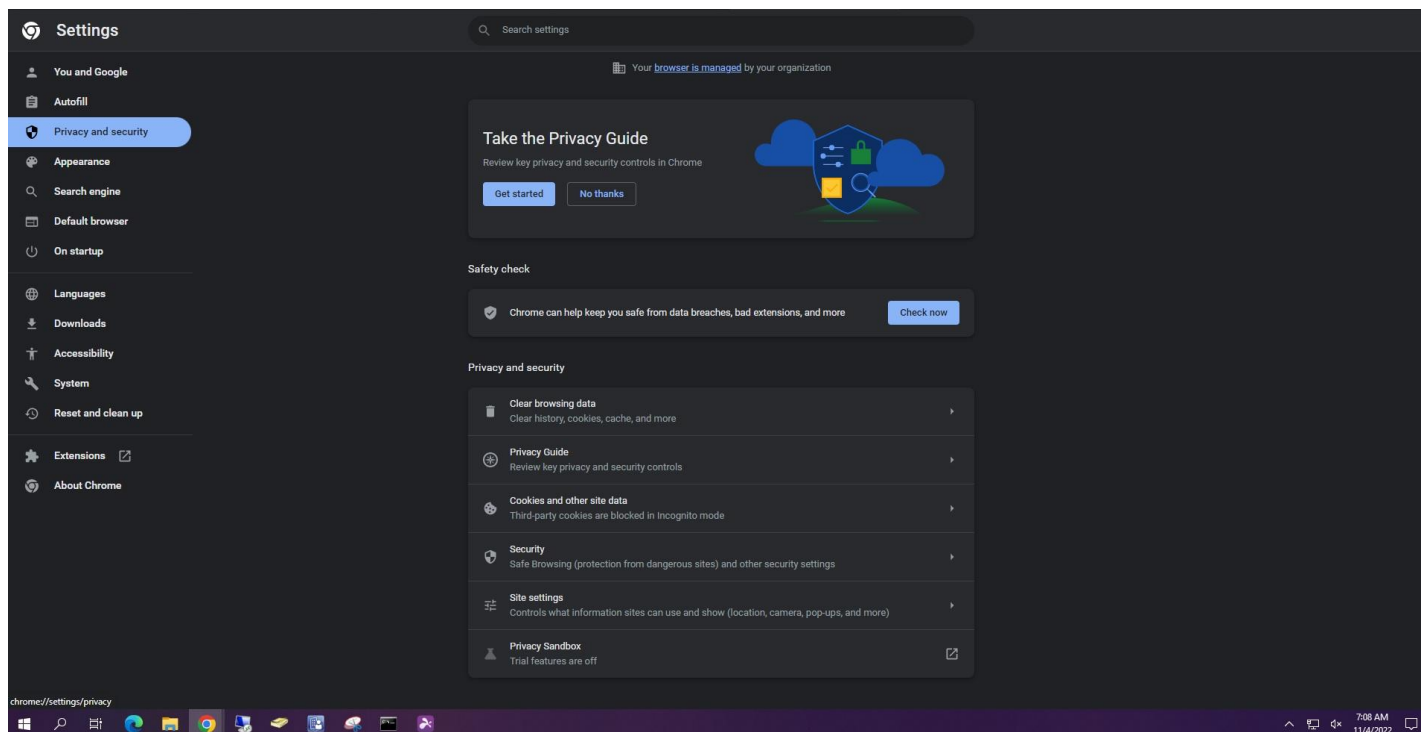 Settings
Search settings
You and Google
Autofill
Privacy and security
Appearance
Search engine
Default browser
On startup
Languages
Downloads
Accessibility
System
Reset and clean up
Extensions
About Chrome
Your browser is managed by your organization
Take the Privacy Guide
Review key privacy and security controls in Chrome
Get started
No thanks
Safety check
Chrome can help keep you safe from data breaches, bad extensions, and more
Check now
Privacy and security
Clear browsing data
Clear history, cookies, cache, and more
Privacy Guide
Review key privacy and security controls
Cookies and other site data
Third-party cookies are blocked in Incognito mode
Security
Safe Browsing (protection from dangerous sites) and other security settings
Site settings
Controls what information sites can use and show (location, camera, pop-ups, and more)
Privacy Sandbox
Trial features are off
chrome://settings/privacy
7:08 AM
11/4/2022